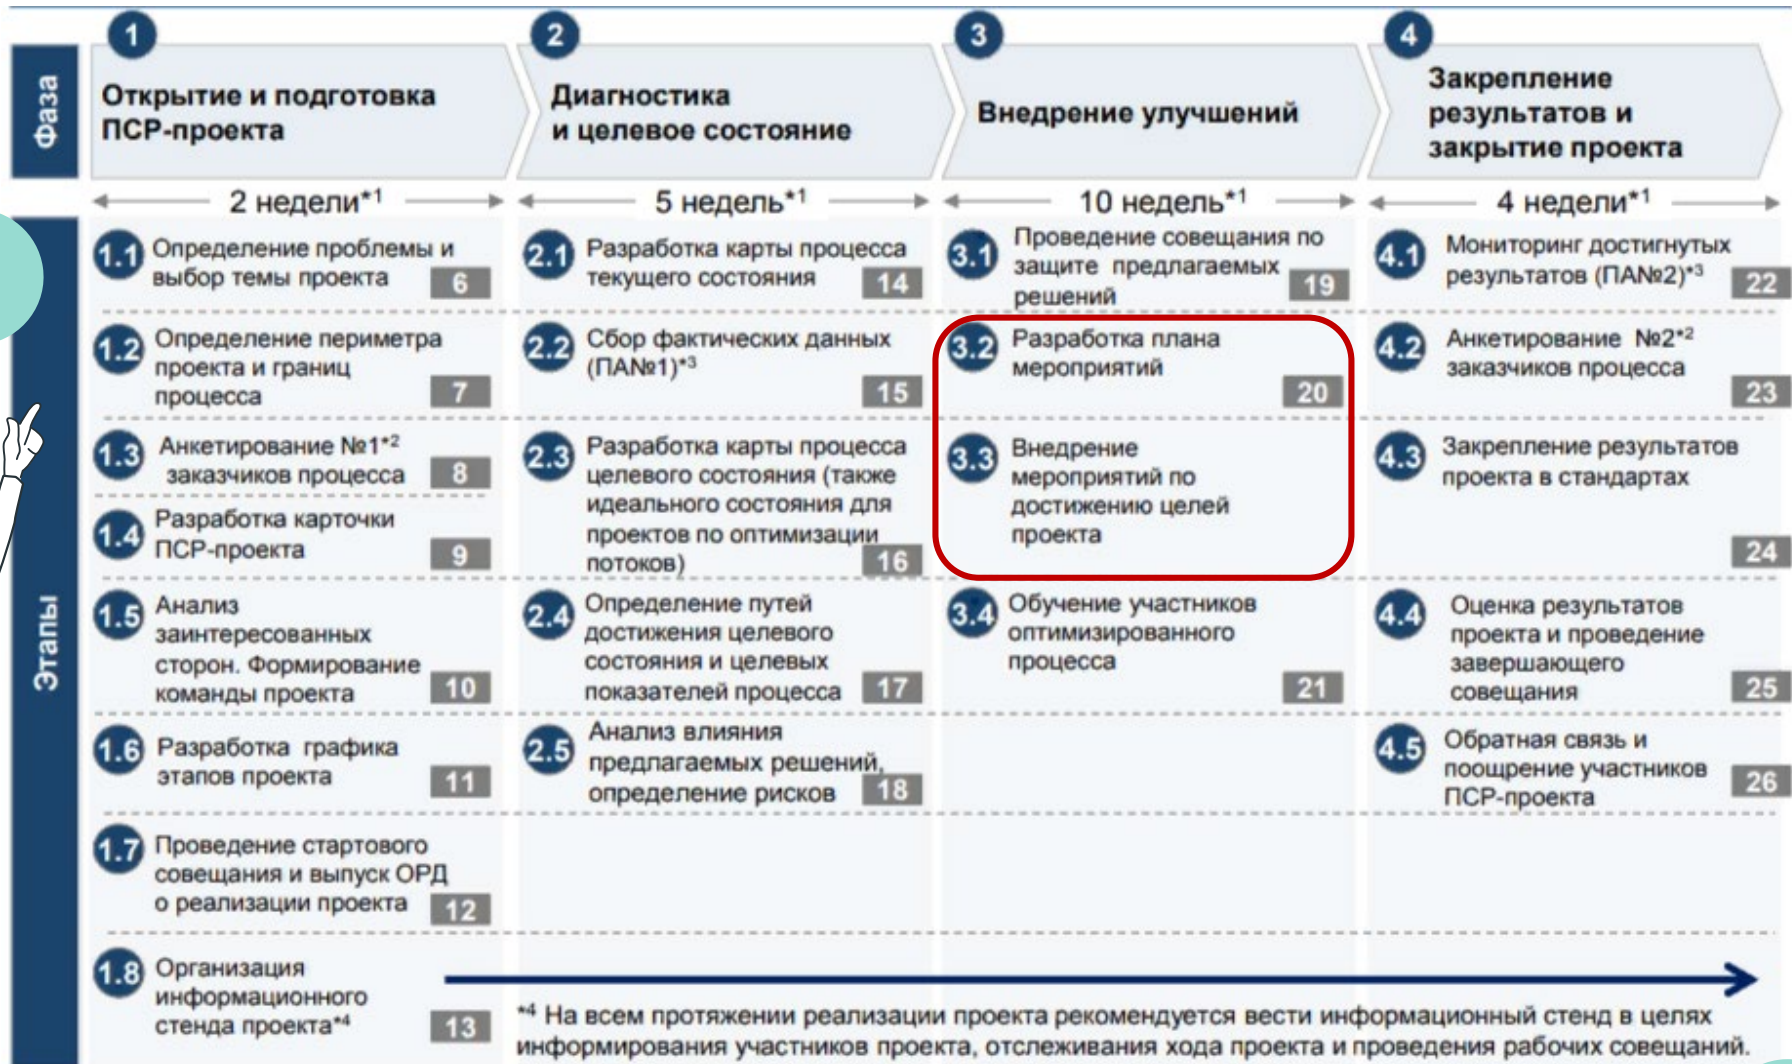 Фаза
1
Открытие и подготовка
ПСР-проекта
2
Диагностика
и целевое состояние
3
Внедрение улучшений
4
Закрепление
результатов и
закрытие проекта
2 недели*1
5 недель*1
10 недель*1
4 недели*1
Этапы
1.1
Определение проблемы и
выбор темы проекта
6
1.2
Определение периметра
проекта и границ
процесса
7
1.3
Анкетирование №1*2
заказчиков процесса
8
1.4
Разработка карточки
ПСР-проекта
9
1.5
Анализ
заинтересованных
сторон. Формирование
команды проекта
10
1.6
Разработка графика
этапов проекта
11
1.7
Проведение стартового
совещания и выпуск ОРД
о реализации проекта
12
1.8
Организация
информационного
стенда проекта*4
13
2.1
Разработка карты процесса
текущего состояния
14
2.2
Сбор фактических данных
(ПА№1)*3
15
2.3
Разработка карты процесса
целевого состояния (также
идеального состояния для
проектов по оптимизации
потоков)
16
2.4
Определение путей
достижения целевого
состояния и целевых
показателей процесса
17
2.5
Анализ влияния
предлагаемых решений,
определение рисков
18
3.1
Проведение совещания по
защите предлагаемых
решений
19
3.2
Разработка плана
мероприятий
20
3.3
Внедрение
мероприятий по
достижению целей
проекта
3.4
Обучение участников
оптимизированного
процесса
21
4.1
Мониторинг достигнутых
результатов (ПА№2)*3
22
4.2
Анкетирование №2*2
заказчиков процесса
23
4.3
Закрепление результатов
проекта в стандартах
24
4.4
Оценка результатов
проекта и проведение
завершающего
совещания
25
4.5
Обратная связь и
поощрение участников
ПСР-проекта
26
*4 На всем протяжении реализации проекта рекомендуется вести информационный стенд в целях
информирования участников проекта, отслеживания хода проекта и проведения рабочих совещаний.